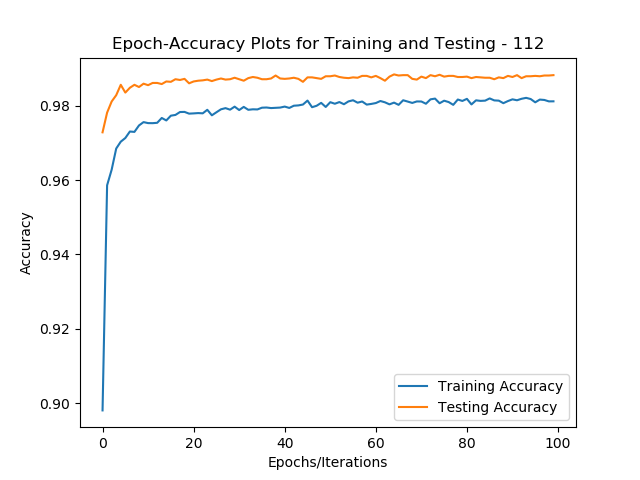 Epoch-Accuracy Plots for Training and Testing - 112
Accuracy
0.98
0.96
0.94
0.92
0.90
0
20
40
60
80
100
Epochs/Iterations
Training Accuracy
Testing Accuracy